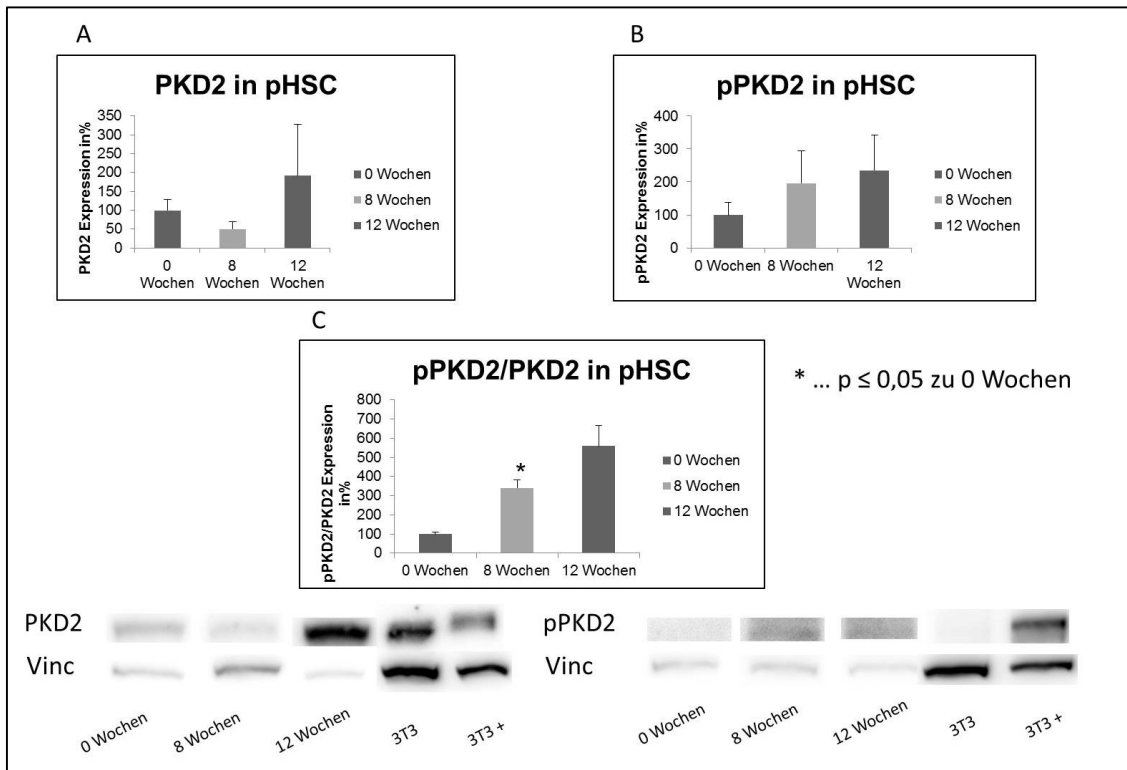 A
PKD2 in pHSC
PKD2 Expression in%
350
300
250
200
150
100
50
0
0
Wochen
8
Wochen
12
Wochen
0 Wochen
8 Wochen
12 Wochen
B
pPKD2 in pHSC
pPKD2 Expression in%
400
300
200
100
0
0 Wochen
8 Wochen
12
Wochen
0 Wochen
8 Wochen
12 Wochen
C
pPKD2/PKD2 in pHSC
pPKD2/PKD2 Expression
in%
800
700
600
500
400
300
200
100
0
*
0 Wochen
8 Wochen
12 Wochen
0 Wochen
8 Wochen
12 Wochen
* ... p ≤ 0,05 zu 0 Wochen
PKD2
Vinc
0 Wochen
8 Wochen
12 Wochen
3T3
3T3 +
pPKD2
Vinc
0 Wochen
8 Wochen
12 Wochen
3T3
3T3 +